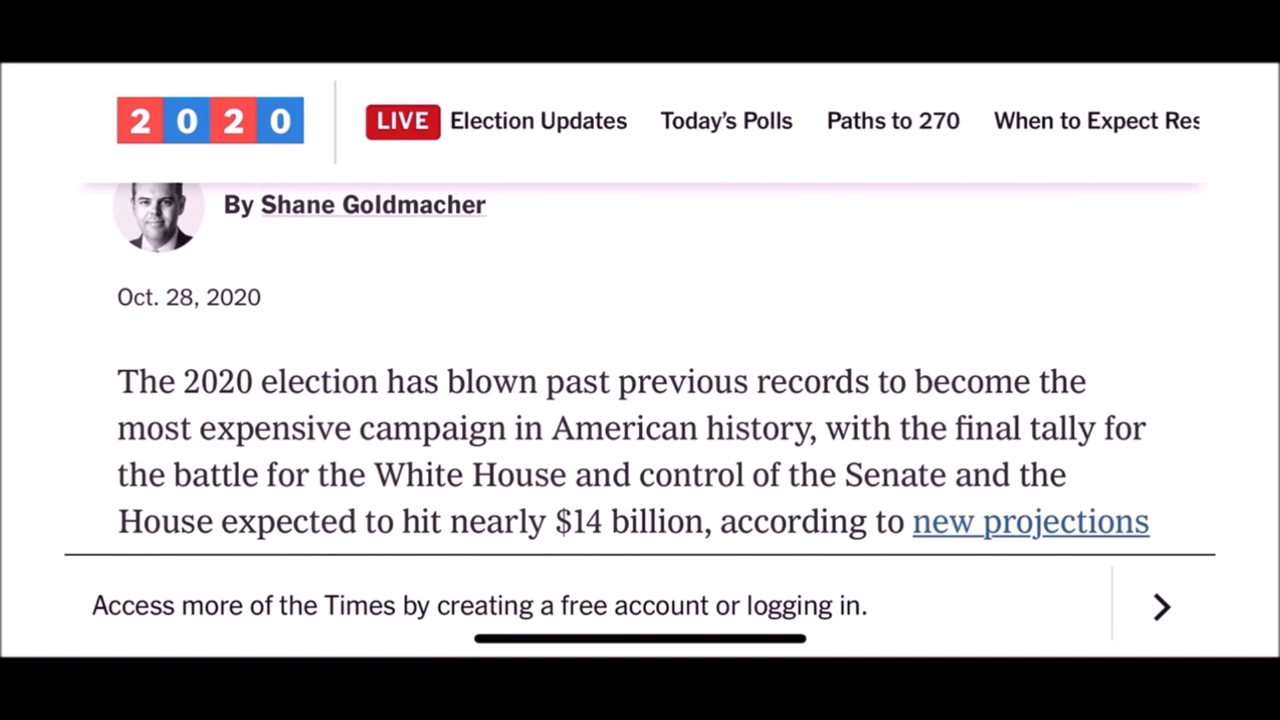 2020
LIVE Election Updates Today's Polls Paths to 270 When to Expect Res
By Shane Goldmacher
Oct. 28, 2020
The 2020 election has blown past previous records to become the
most expensive campaign in American history, with the final tally for
the battle for the White House and control of the Senate and the
House expected to hit nearly $14 billion, according to new projections
Access more of the Times by creating a free account or logging in.